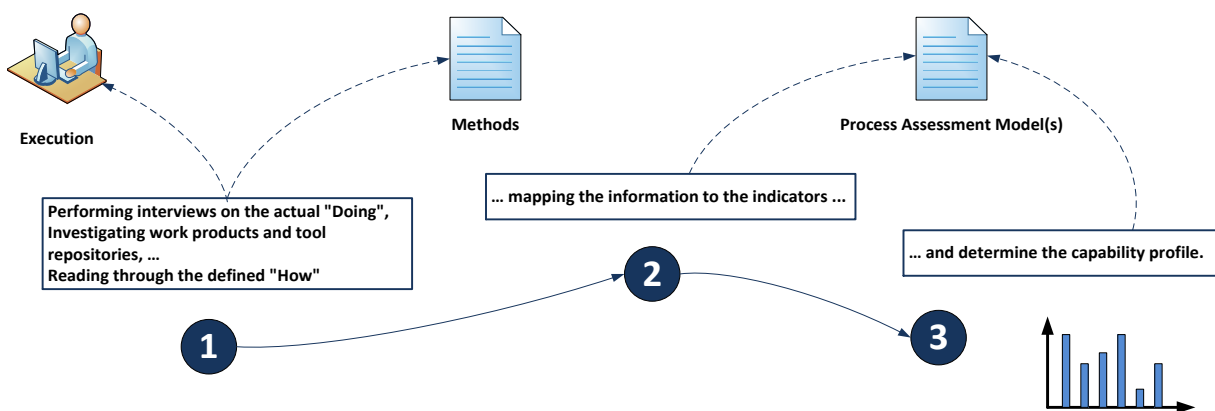 Execution
Methods
Process Assessment Model(s)
Performing interviews on the actual "Doing",
Investigating work products and tool
repositories, …
Reading through the defined "How"
… mapping the information to the indicators ...
… and determine the capability profile.
1
2
3